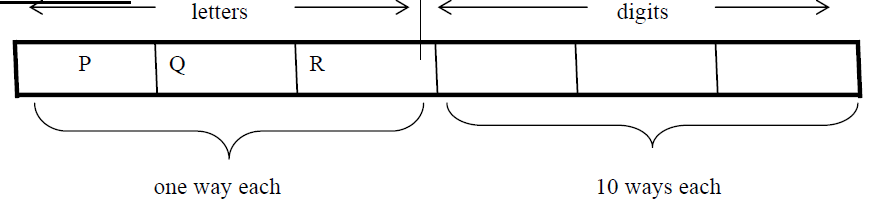 letters digits
P Q R
one way each 10 ways each